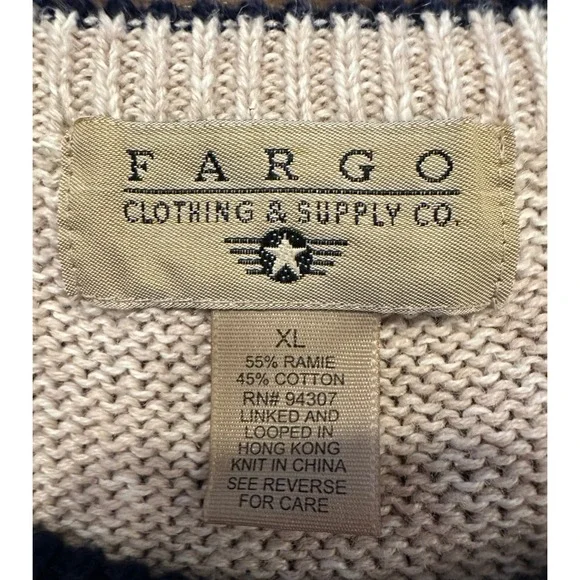 FARGO
CLOTHING & SUPPLY CO.
XL
55% RAMIE
45% COTTON
RN# 94307
LINKED AND
LOOPED IN
HONG KONG
KNIT IN CHINA
SEE REVERSE
FOR CARE